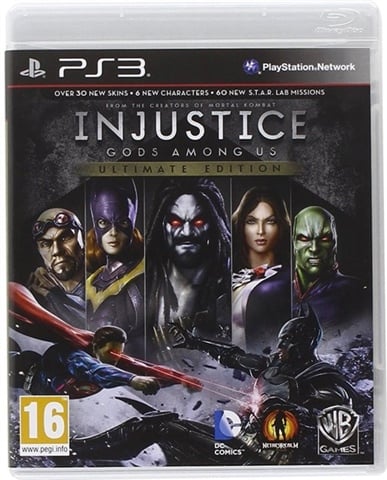 PS3
PlayStation Network
OVER 30 NEW SKINS • 6 NEW CHARACTERS • 60 NEW S.T.A.R. LAB MISSIONS
FROM THE CREATORS OF MORTAL KOMBAT
INJUSTICE
GODS AMONG US
ULTIMATE EDITION
16
www.pegi.info
DC
COMICS™
NETHERREALM
WB
GAMES